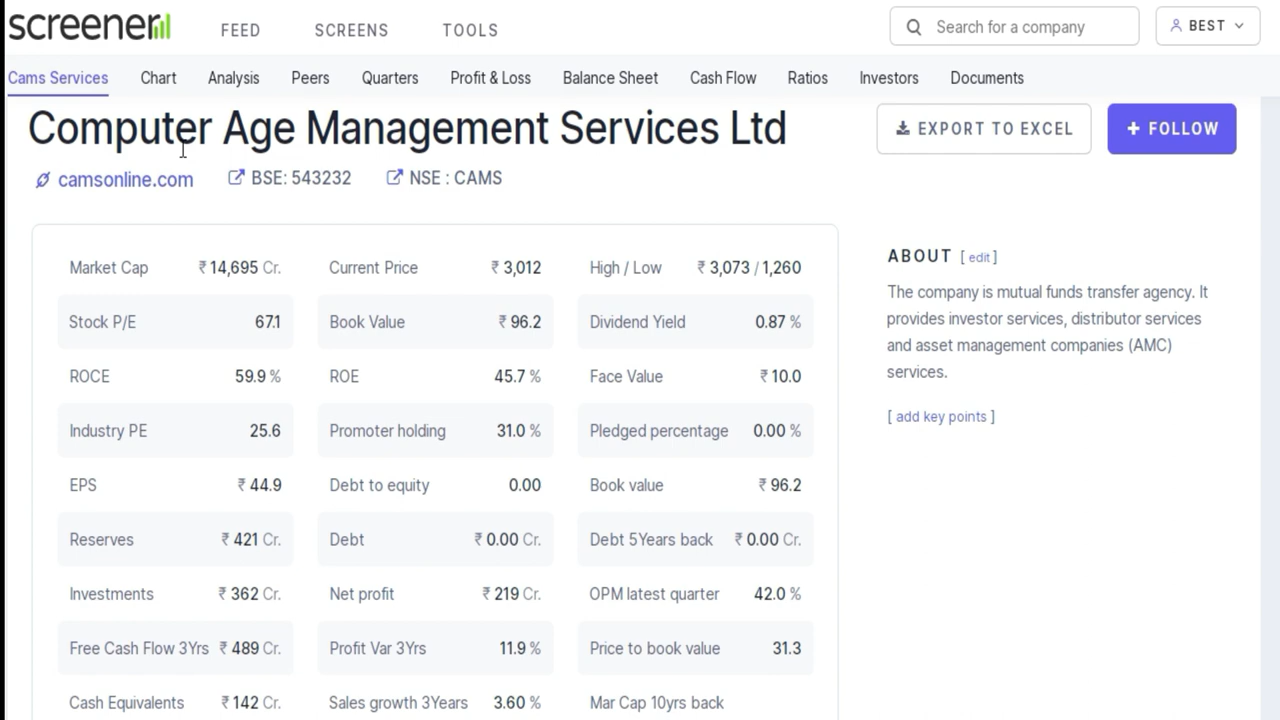 screener FEED SCREENS TOOLS Search for a company BEST
Cams Services Chart Analysis Peers Quarters Profit & Loss Balance Sheet Cash Flow Ratios Investors Documents
Computer Age Management Services Ltd EXPORT TO EXCEL + FOLLOW
camsonline.com BSE: 543232 NSE : CAMS
Market Cap ₹ 14,695 Cr. Current Price ₹ 3,012 High / Low ₹ 3,073 / 1,260
Stock P/E 67.1 Book Value ₹ 96.2 Dividend Yield 0.87 %
ROCE 59.9 % ROE 45.7 % Face Value ₹ 10.0
Industry PE 25.6 Promoter holding 31.0 % Pledged percentage 0.00 %
EPS ₹ 44.9 Debt to equity 0.00 Book value ₹ 96.2
Reserves ₹ 421 Cr. Debt ₹ 0.00 Cr. Debt 5Years back ₹ 0.00 Cr.
Investments ₹ 362 Cr. Net profit ₹ 219 Cr. OPM latest quarter 42.0 %
Free Cash Flow 3Yrs ₹ 489 Cr. Profit Var 3Yrs 11.9 % Price to book value 31.3
Cash Equivalents ₹ 142 Cr. Sales growth 3Years 3.60 % Mar Cap 10yrs back
ABOUT [ edit ]
The company is mutual funds transfer agency. It
provides investor services, distributor services
and asset management companies (AMC)
services.
[ add key points ]